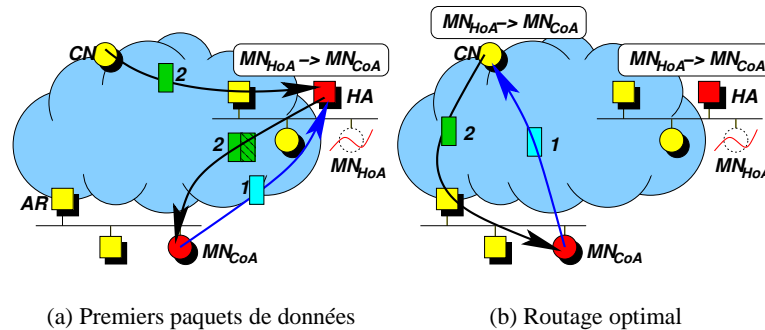 CN
2
MN_HoA -> MN_CoA
HA
2
1
MN_HoA
AR
MN_CoA
(a) Premiers paquets de données
MN_HoA -> MN_CoA
CN
MN_HoA -> MN_CoA
HA
2
1
MN_HoA
MN_CoA
(b) Routage optimal